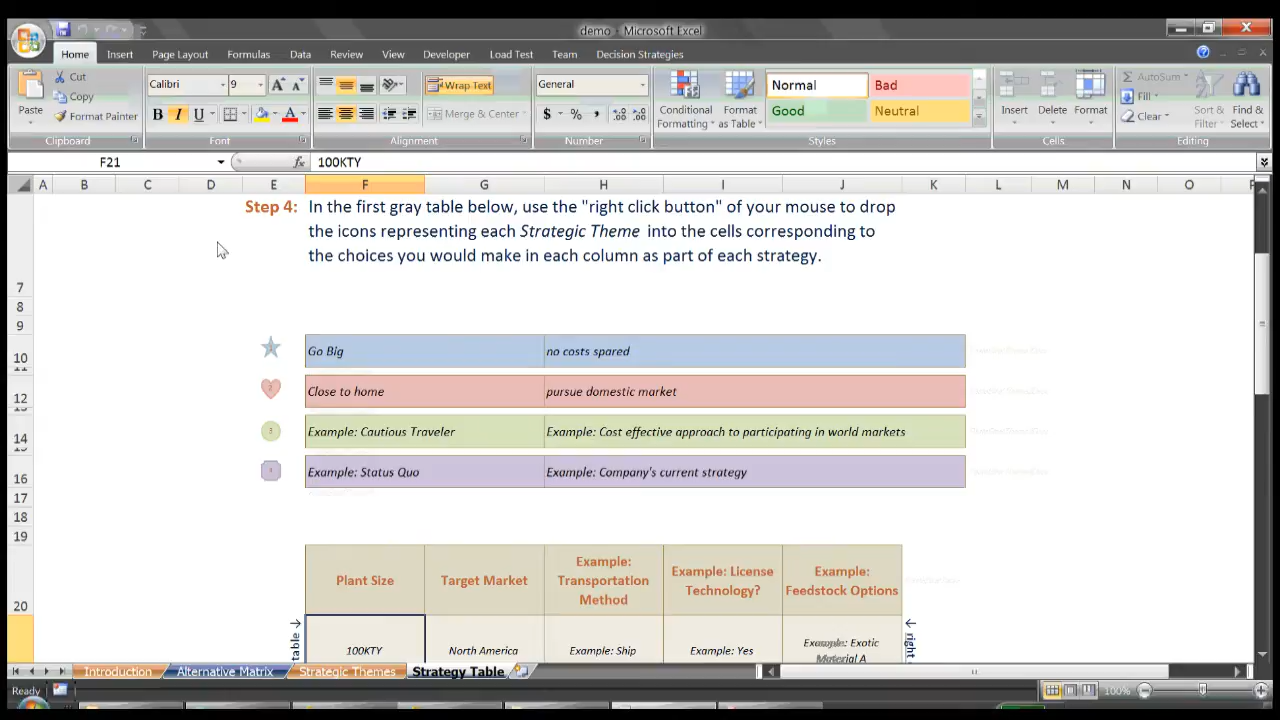 demo - Microsoft Excel
Home Insert Page Layout Formulas Data Review View Developer Load Test Team Decision Strategies
Paste
Cut
Copy
Format Painter
Clipboard
Calibri 9
B I U
Font
Wrap Text
Merge & Center
Alignment
General
$ % ,
Number
Conditional Formatting
Format as Table
Normal Bad
Good Neutral
Styles
Insert Delete Format
Cells
AutoSum
Fill
Clear
Sort & Filter
Find & Select
Editing
F21 fx 100KTY
A B C D E F G H I J K L M N O
Step 4: In the first gray table below, use the "right click button" of your mouse to drop
the icons representing each Strategic Theme into the cells corresponding to
the choices you would make in each column as part of each strategy.
7
8
9
10 Go Big no costs spared
12 2 Close to home pursue domestic market
14 3 Example: Cautious Traveler Example: Cost effective approach to participating in world markets
16 Example: Status Quo Example: Company's current strategy
17
18
19
20 Plant Size Target Market Example: Transportation Method Example: License Technology? Example: Feedstock Options
table 100KTY North America Example: Ship Example: Yes Example: Exotic Material A right
Introduction Alternative Matrix Strategic Themes Strategy Table
Ready 100%